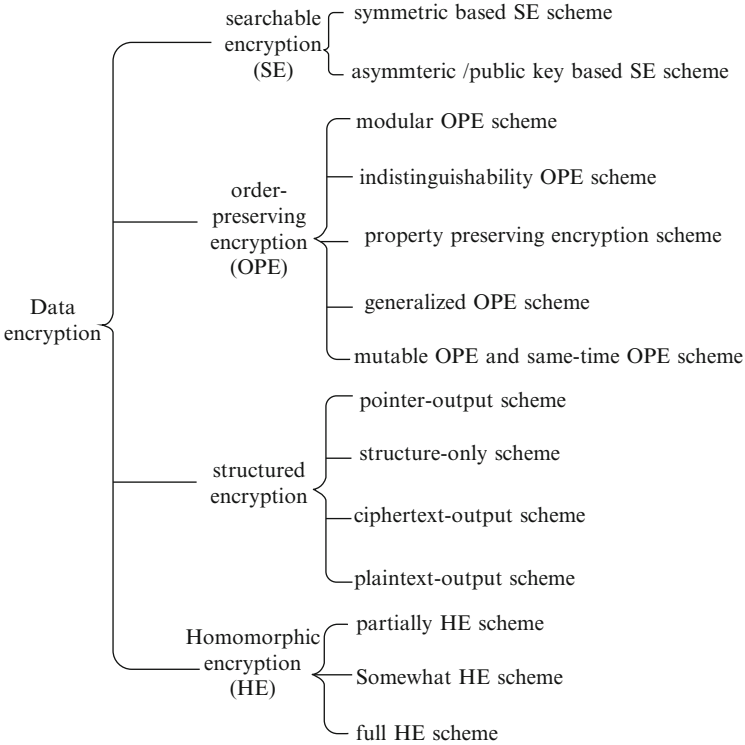 Data
encryption
searchable
encryption
(SE)
symmetric based SE scheme
asymmteric /public key based SE scheme
order-
preserving
encryption
(OPE)
modular OPE scheme
indistinguishability OPE scheme
property preserving encryption scheme
generalized OPE scheme
mutable OPE and same-time OPE scheme
structured
encryption
pointer-output scheme
structure-only scheme
ciphertext-output scheme
plaintext-output scheme
Homomorphic
encryption
(HE)
partially HE scheme
Somewhat HE scheme
full HE scheme